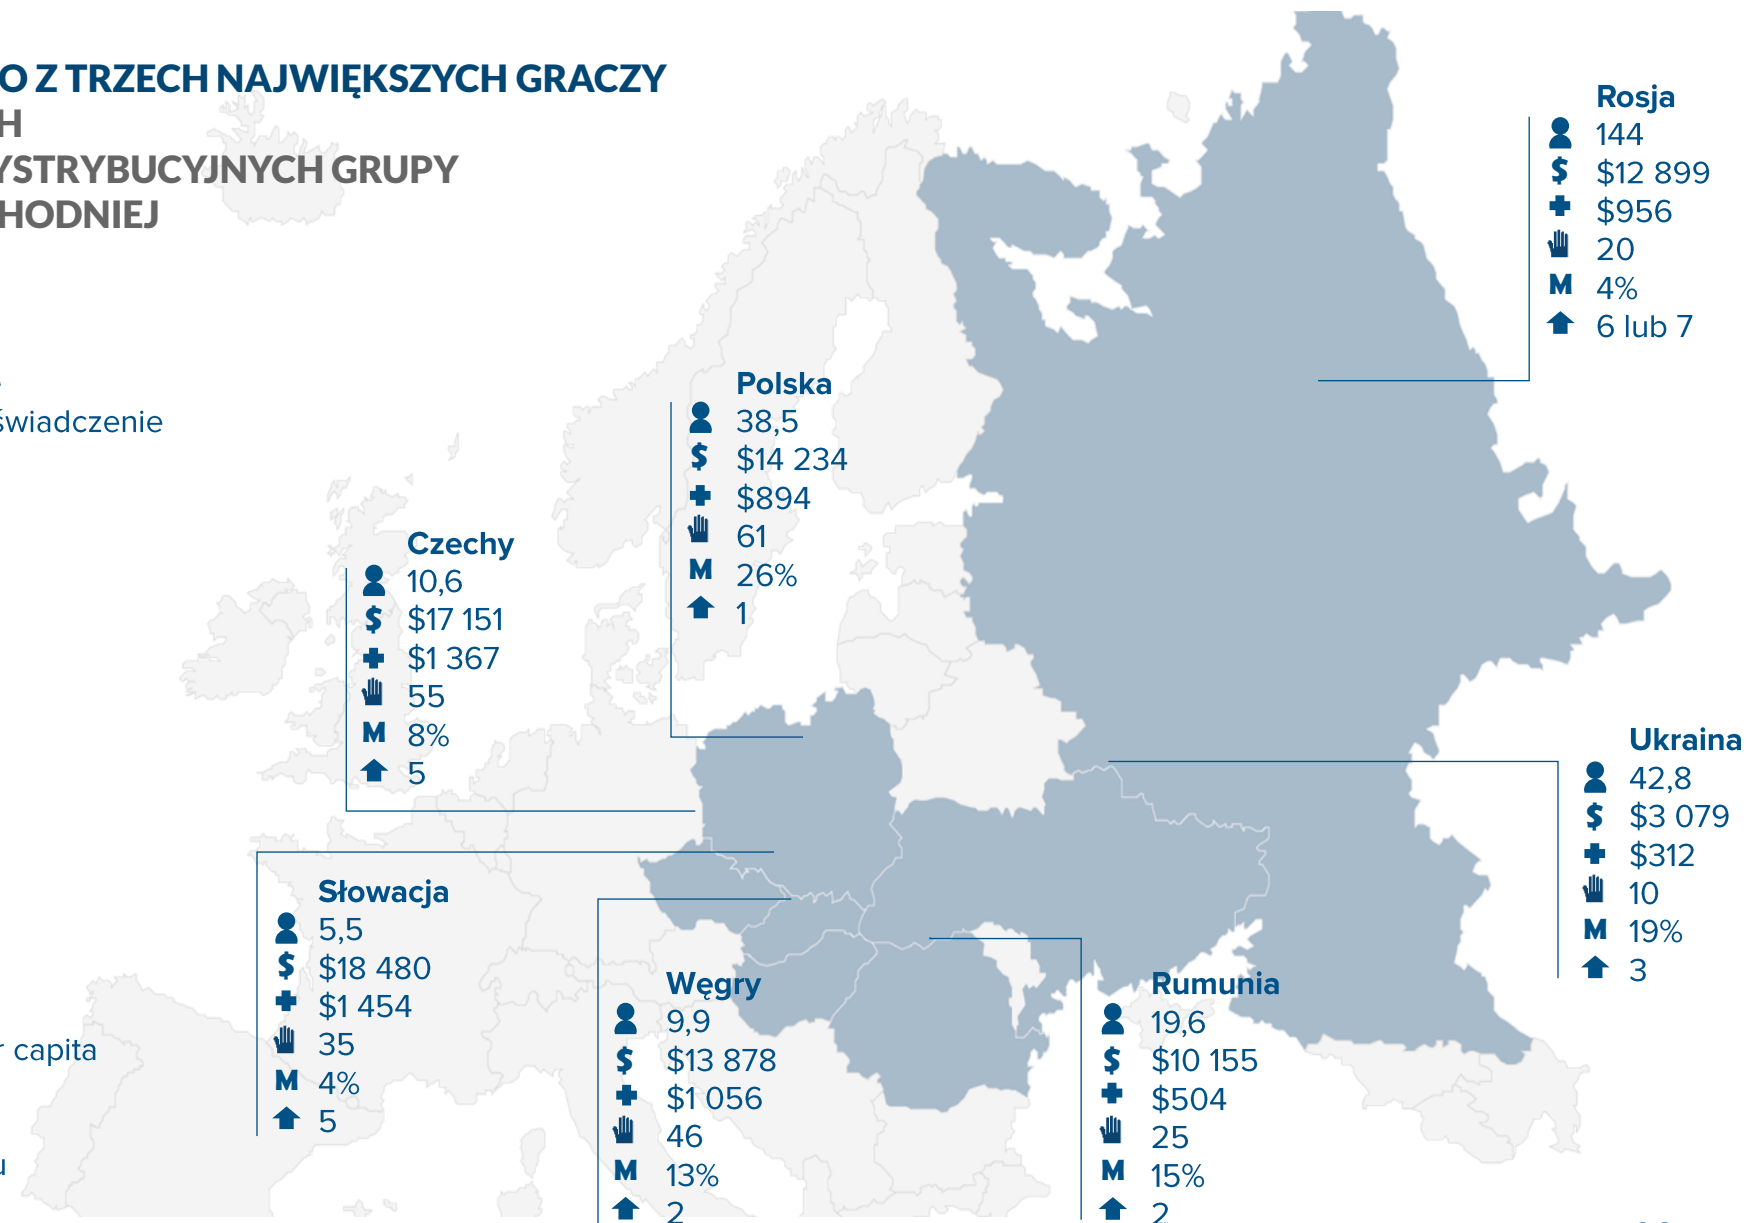 O Z TRZECH NAJWIĘKSZYCH GRACZY
H
YSTRYBUCYJNYCH GRUPY
HODNIEJ
świadczenie
r capita
u
Rosja
144
$12 899
$956
20
M 4%
6 lub 7
Polska
38,5
$ $14 234
$894
61
M 26%
1
Czechy
10,6
$ $17 151
$1 367
55
M 8%
5
Ukraina
42,8
$ $3 079
$312
10
M 19%
3
Słowacja
5,5
$ $18 480
$1 454
35
M 4%
5
Węgry
9,9
$ $13 878
$1 056
46
M 13%
2
Rumunia
19,6
$ $10 155
$504
25
M 15%
2